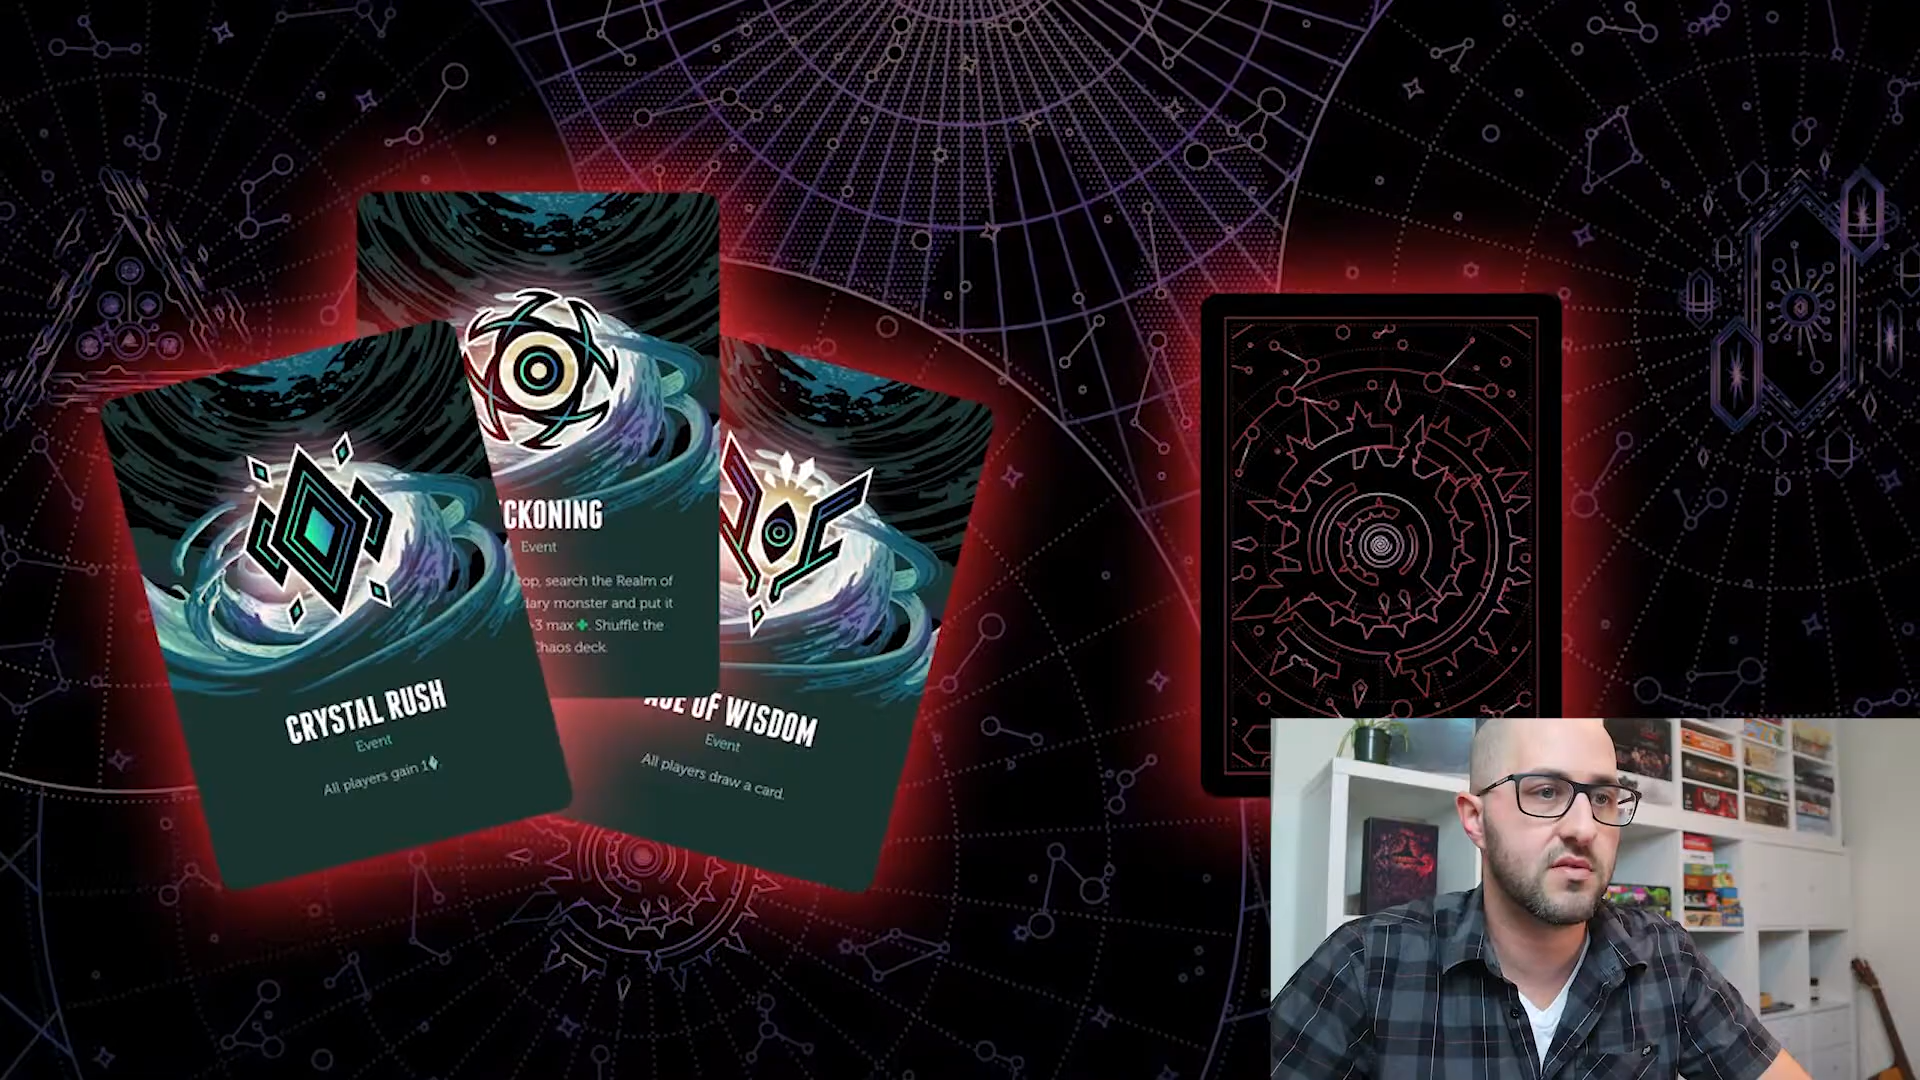 CKONING
Event
top, search the Realm of
dary monster and put it
-3 max. Shuffle the
Chaos deck.
CRYSTAL RUSH
Event
All players gain 1
AGE OF WISDOM
Event
All players draw a card.